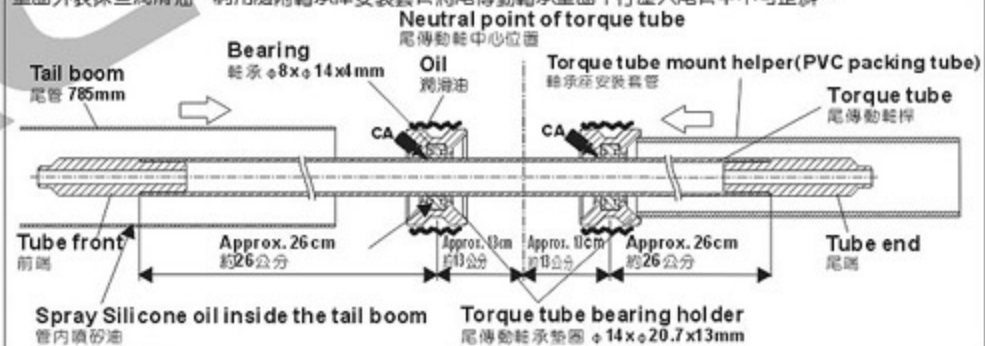 Neutral point of torque tube
尾傳動軸中心位置
Bearing
軸承 φ8xφ14x4mm
Oil
潤滑油
Torque tube mount helper(PVC packing tube)
軸承座安裝套管
Tail boom
尾管 785mm
Torque tube
尾傳動軸桿
CA
CA
Tube front
前端
Approx. 26cm
約26公分
Approx. 13cm
約13公分
Approx. 13cm
約13公分
Approx. 26cm
約26公分
Tube end
尾端
Spray Silicone oil inside the tail boom
管内噴矽油
Torque tube bearing holder
尾傳動軸承墊圈 φ14xφ20.7x13mm